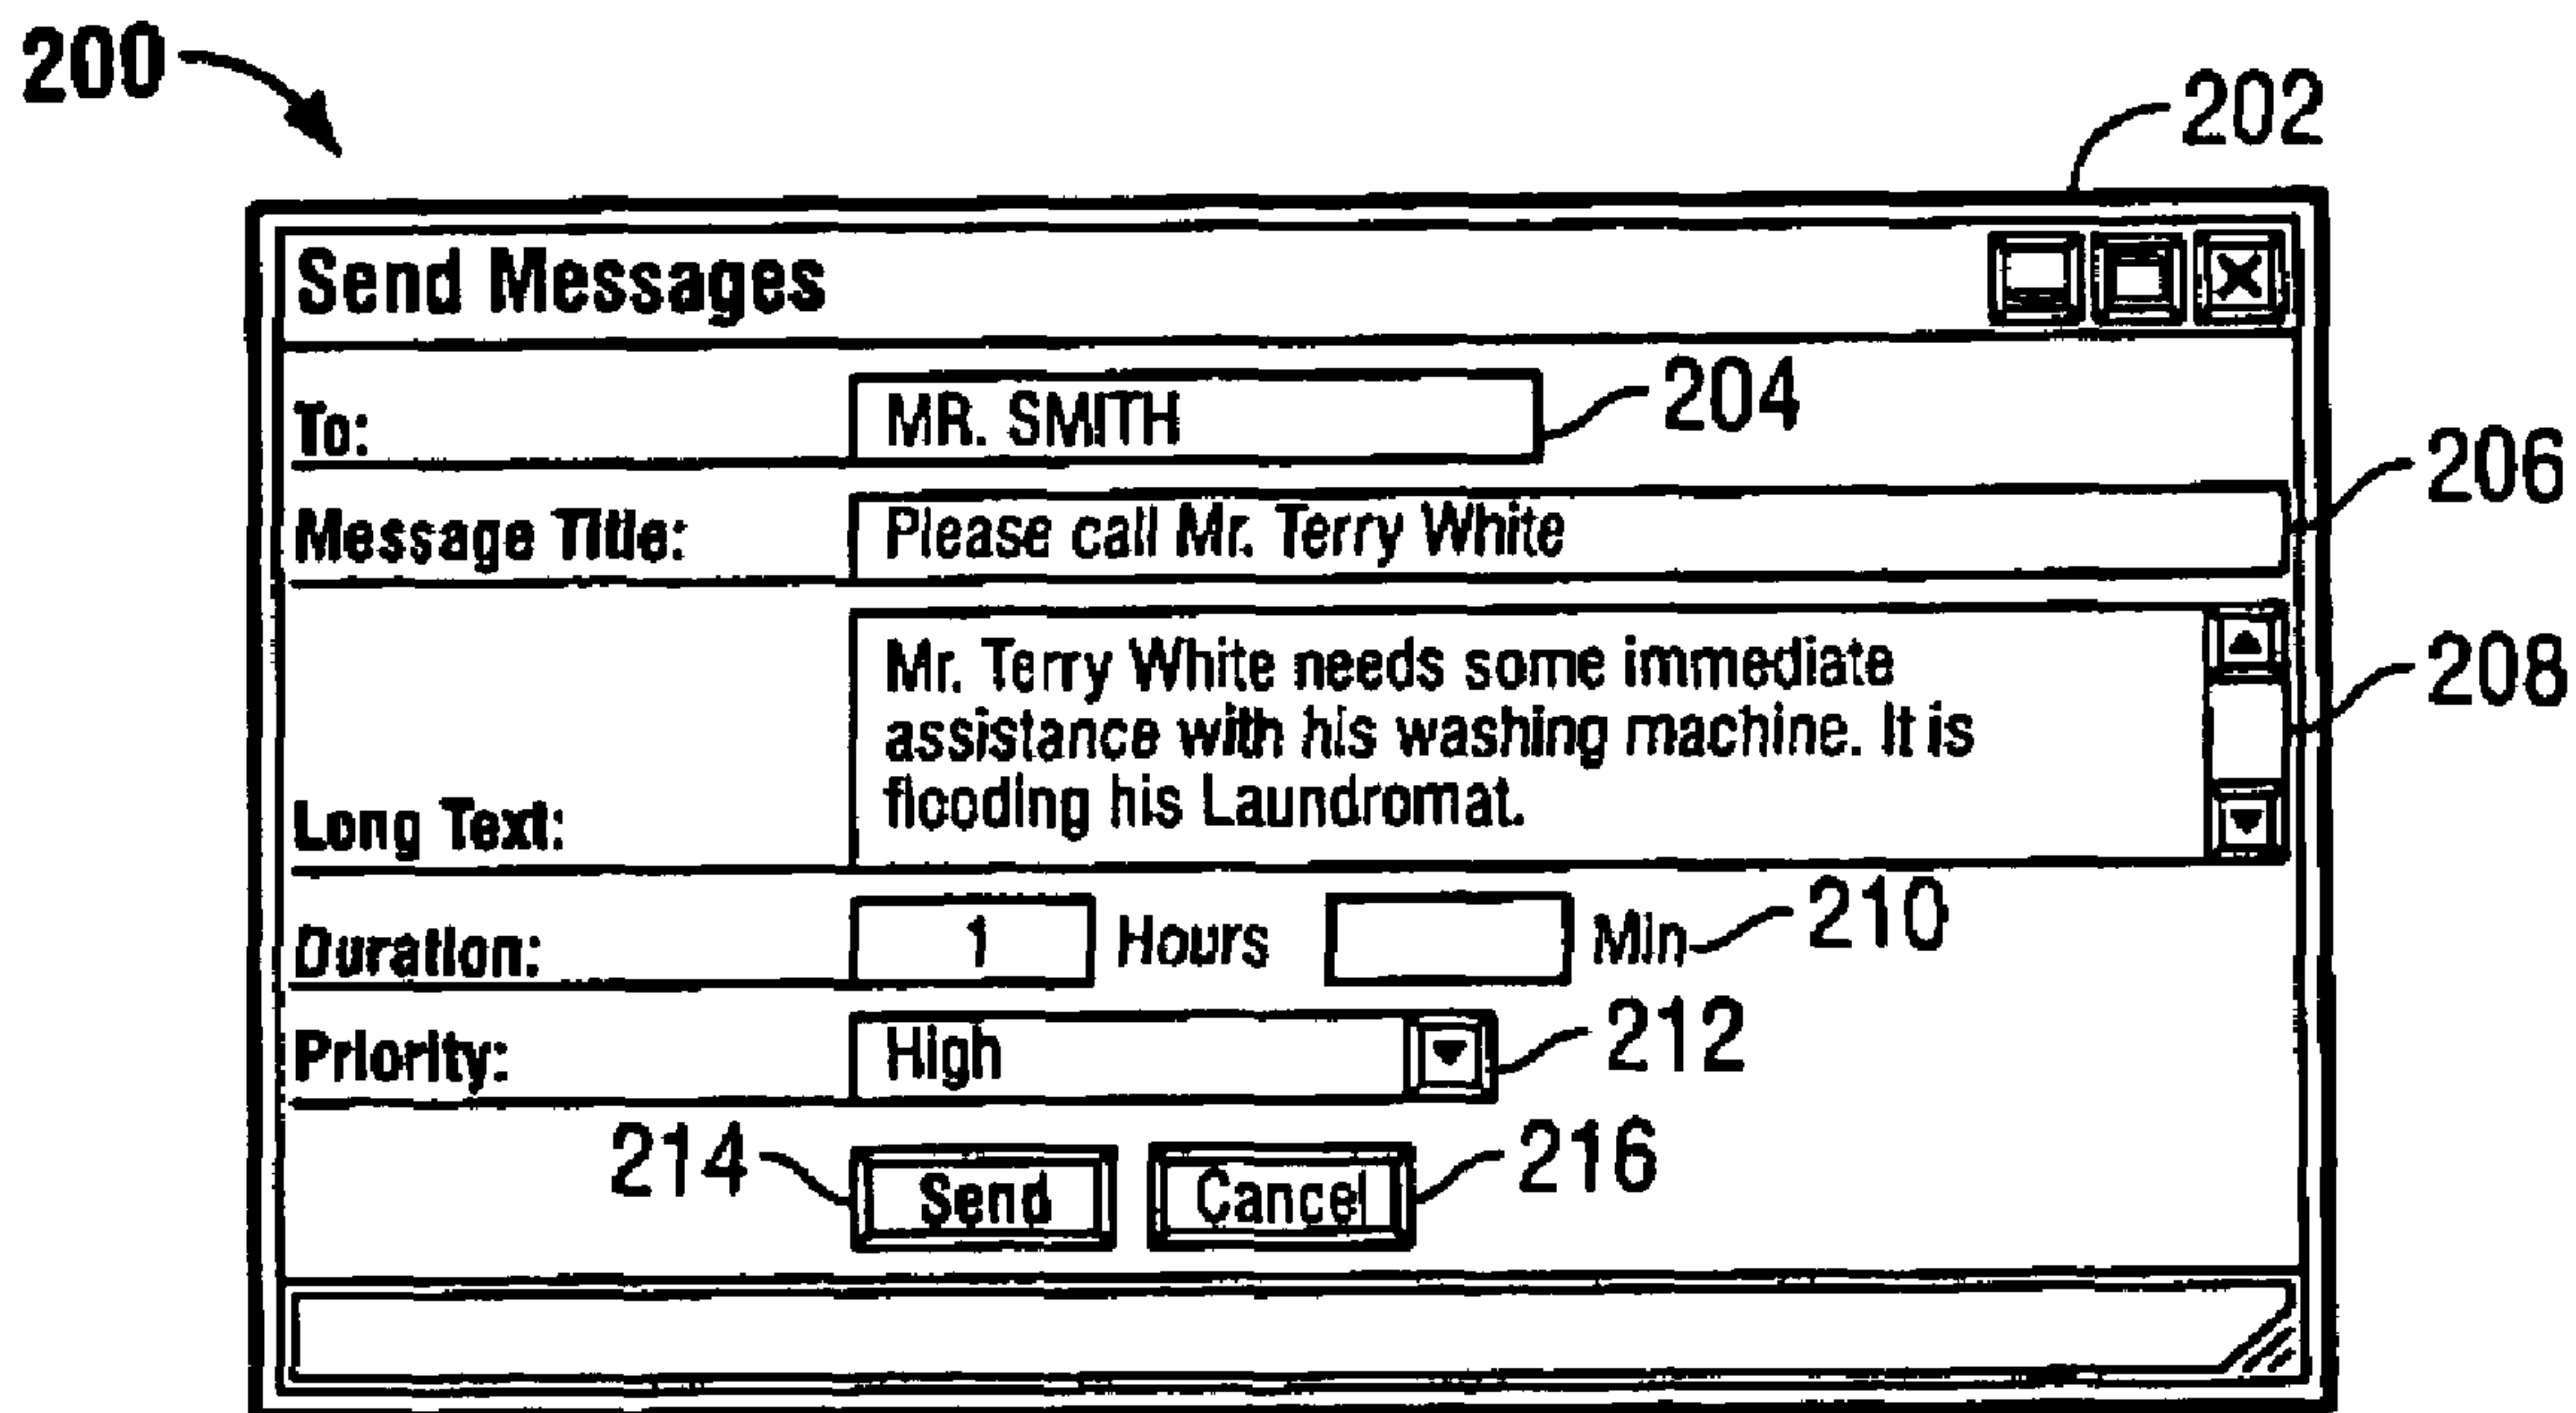 200
202
Send Messages
To: MR. SMITH 204
Message Title: Please call Mr. Terry White 206
Mr. Terry White needs some immediate
assistance with his washing machine. It is 208
flooding his Laundromat.
Long Text:
Duration: 1 Hours Min 210
Priority: High 212
214 Send Cancel 216